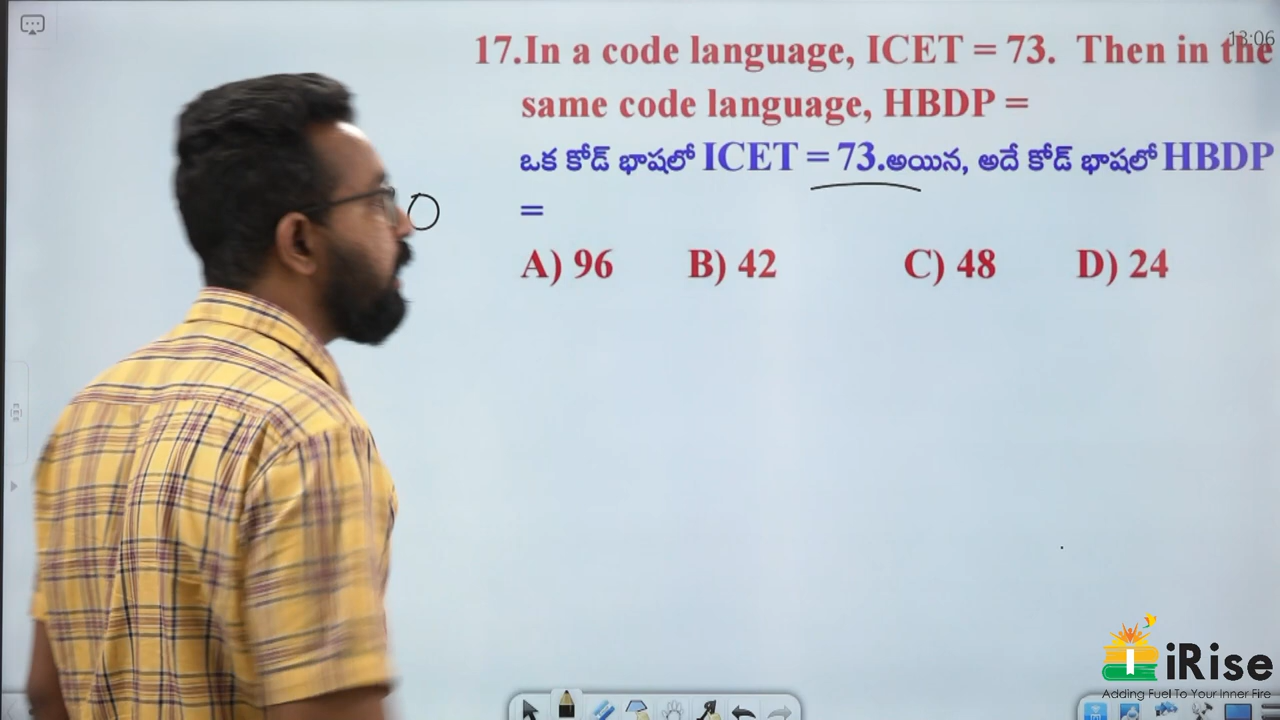 13:06
17.In a code language, ICET = 73. Then in the
same code language, HBDP =
ఒక కోడ్ భాషలో ICET = 73.అయిన, అదే కోడ్ భాషలో HBDP
=
A) 96 B) 42 C) 48 D) 24
iRise
Adding Fuel To Your Inner Fire